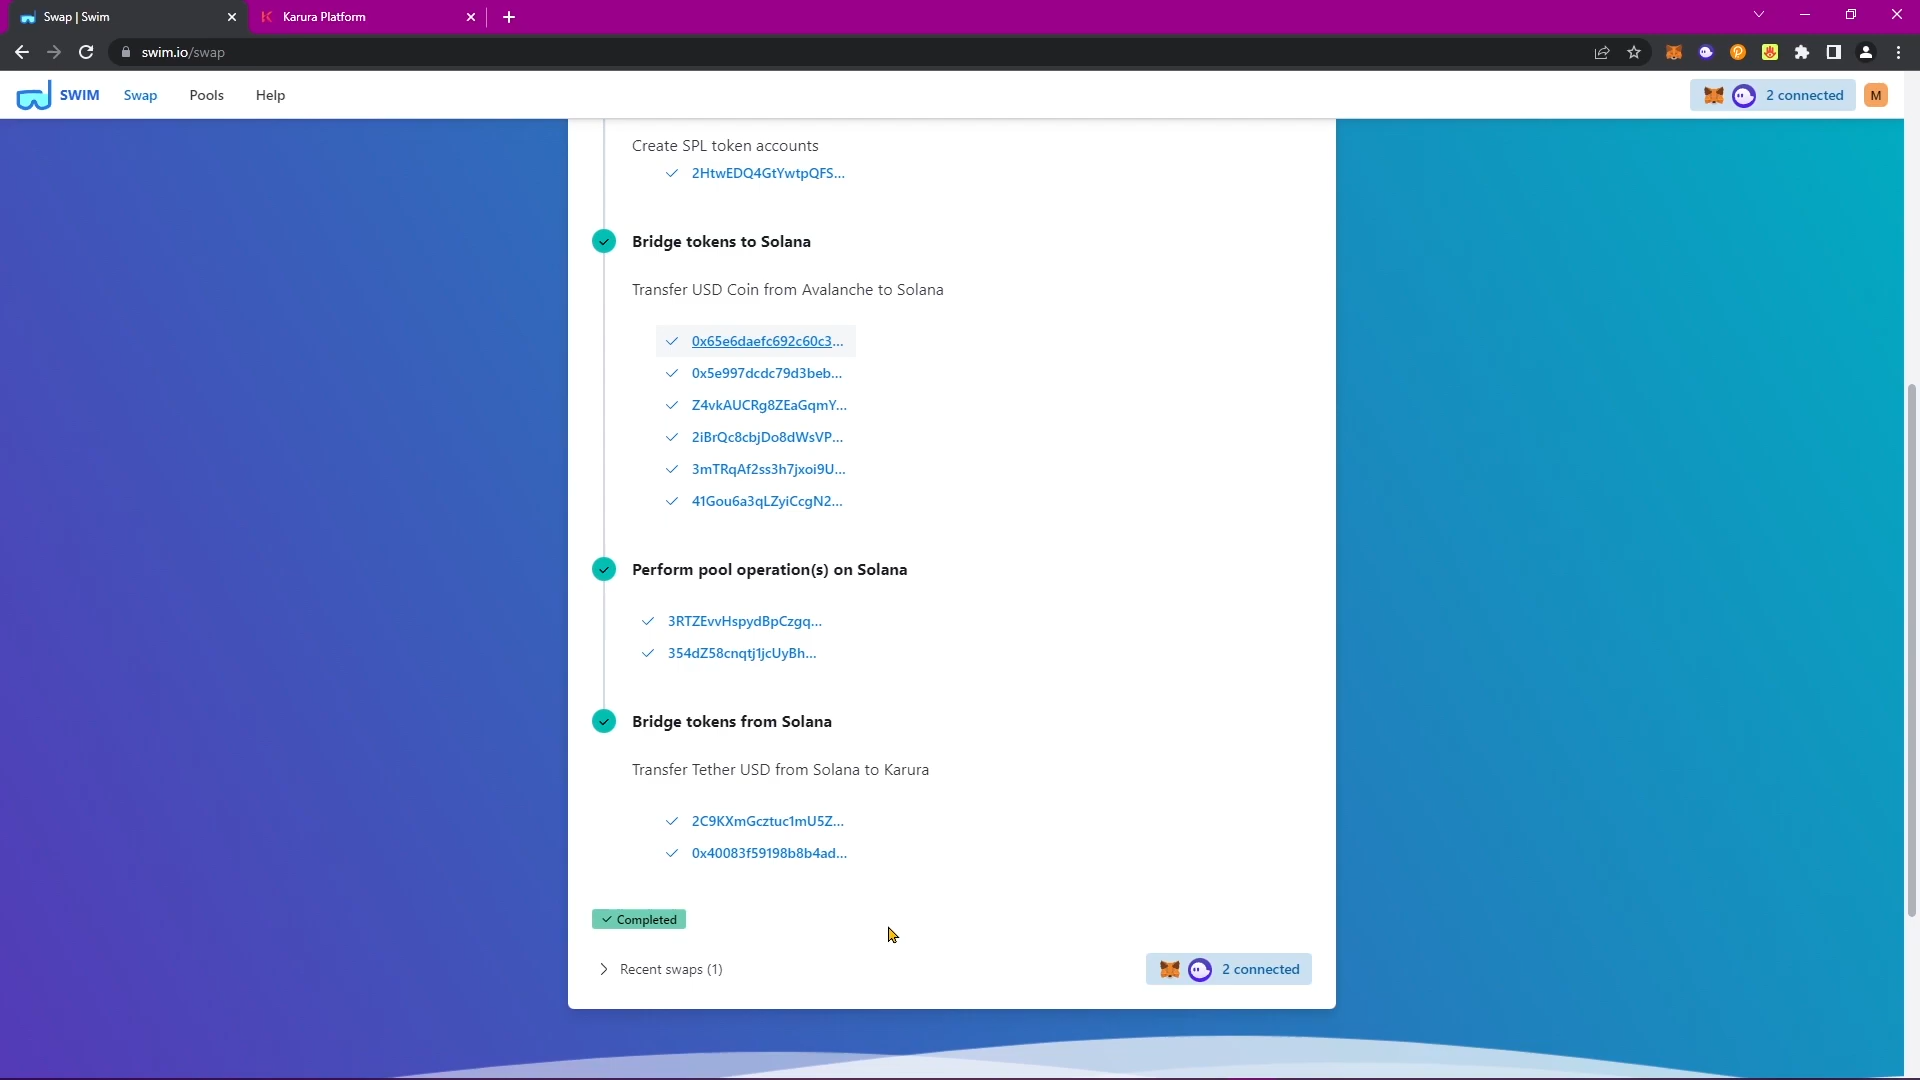 Swap | Swim
Karura Platform
swim.io/swap
SWIM
Swap
Pools
Help
2 connected
M
Create SPL token accounts
2HtwEDQ4GtYwtpQFS...
Bridge tokens to Solana
Transfer USD Coin from Avalanche to Solana
0x65e6daefc692c60c3...
0x5e997dcdc79d3beb...
Z4vkAUCRg8ZEaGqmY...
2iBrQc8cbjDo8dWsVP...
3mTRqAf2ss3h7jxoi9U...
41Gou6a3qLZyiCcgN2...
Perform pool operation(s) on Solana
3RTZEvvHspydBpCzgq...
354dZ58cnqtj1jcUyBh...
Bridge tokens from Solana
Transfer Tether USD from Solana to Karura
2C9KXmGcztuc1mU5Z...
0x40083f59198b8b4ad...
Completed
Recent swaps (1)
2 connected